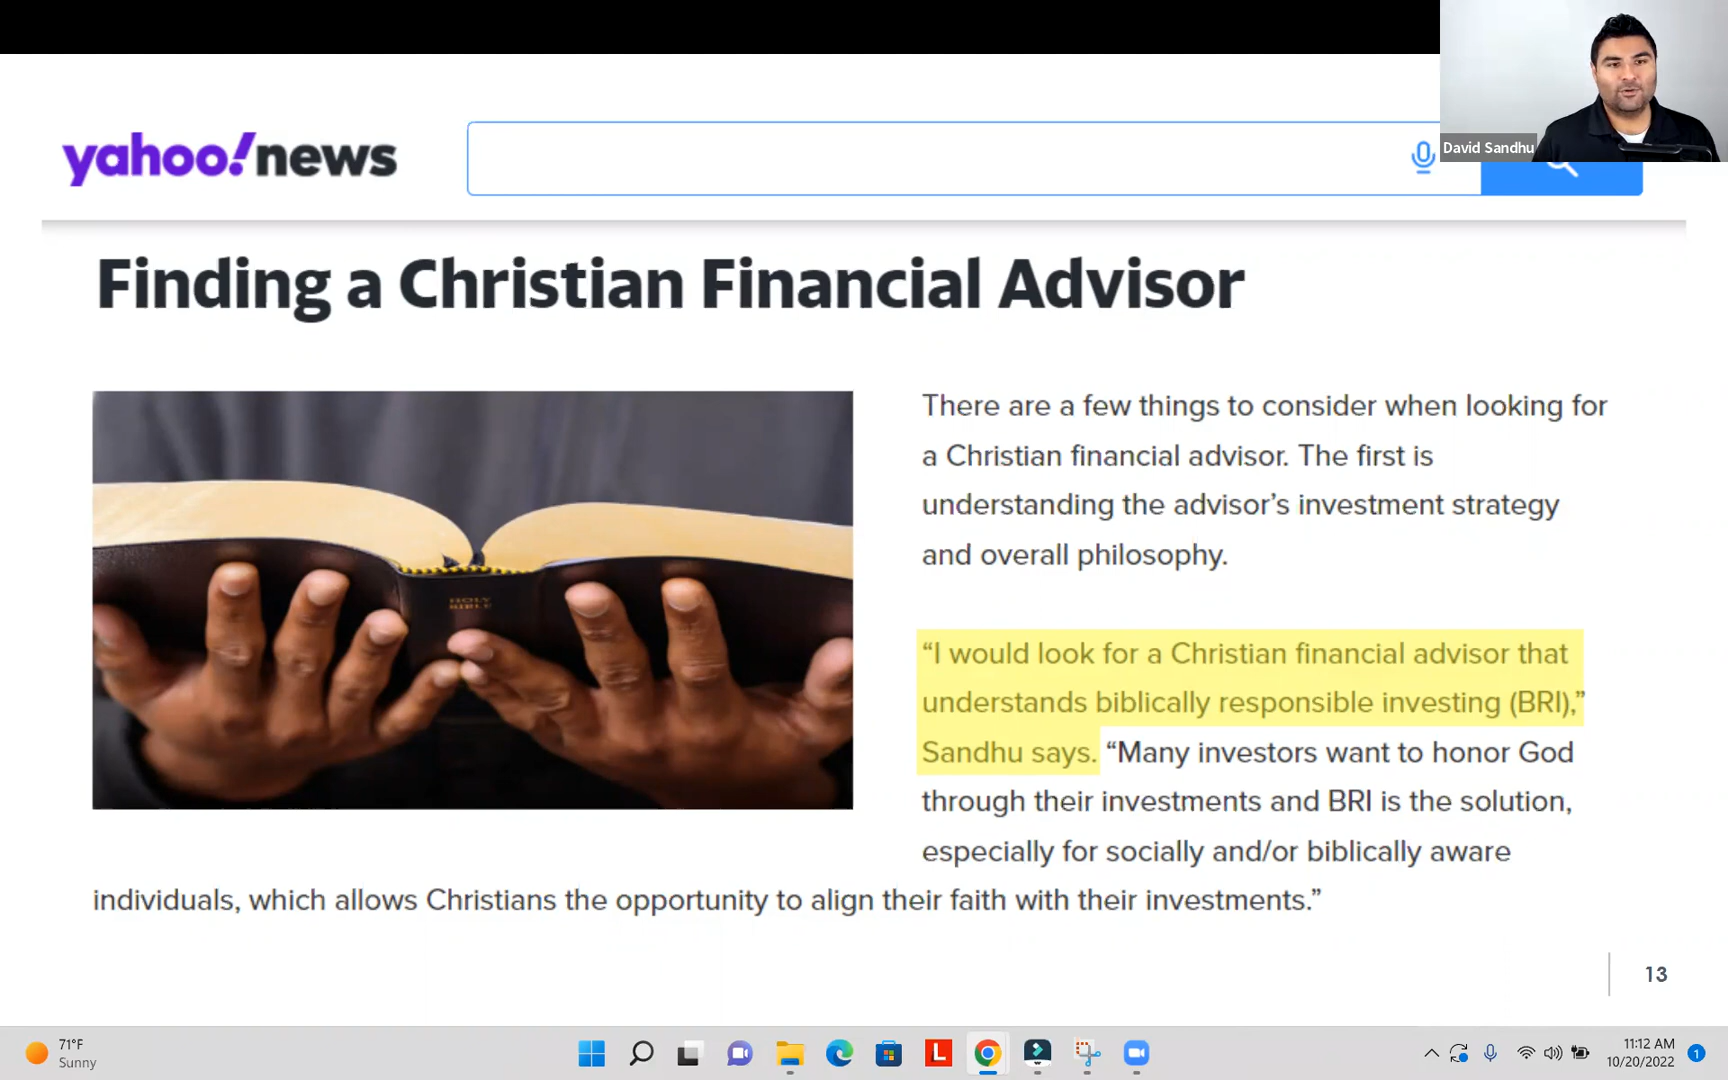 David Sandhu
yahoo!news
Finding a Christian Financial Advisor
There are a few things to consider when looking for
a Christian financial advisor. The first is
understanding the advisor’s investment strategy
and overall philosophy.
HOLY
BIBLE
“I would look for a Christian financial advisor that
understands biblically responsible investing (BRI),”
Sandhu says. “Many investors want to honor God
through their investments and BRI is the solution,
especially for socially and/or biblically aware
individuals, which allows Christians the opportunity to align their faith with their investments.”
13
71°F
Sunny
L
11:12 AM
10/20/2022
1